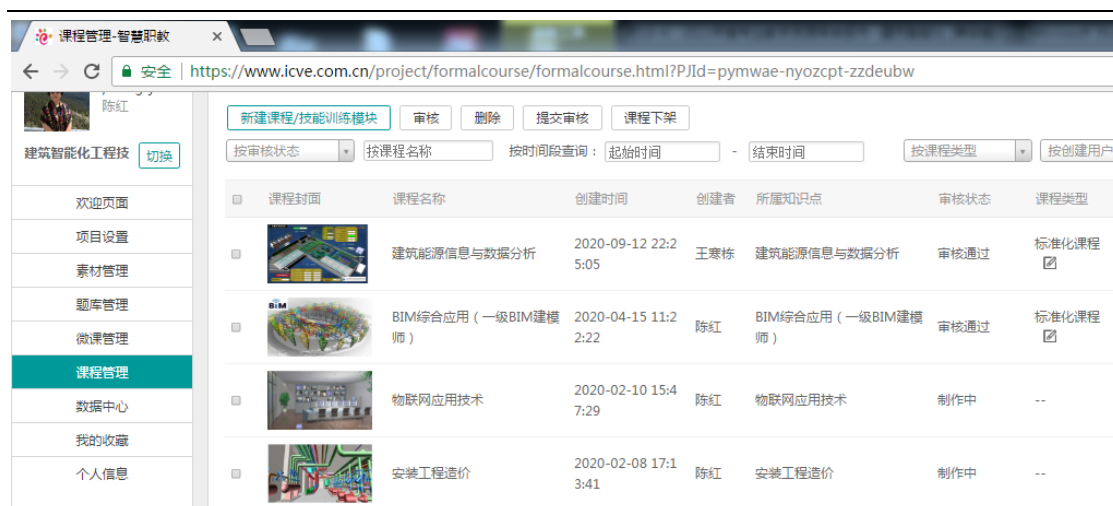 课程管理-智慧职教
安全 | https://www.icve.com.cn/project/formalcourse/formalcourse.html?PJId=pymwae-nyozcpt-zzdeubw
陈红
建筑智能化工程技 切换
欢迎页面
项目设置
素材管理
题库管理
微课管理
课程管理
数据中心
我的收藏
个人信息
新建课程/技能训练模块 审核 删除 提交审核 课程下架
按审核状态 按课程名称 按时间段查询: 起始时间 - 结束时间 按课程类型 按创建用户
课程封面 课程名称 创建时间 创建者 所属知识点 审核状态 课程类型
建筑能源信息与数据分析 2020-09-12 22:2 王寒栋 建筑能源信息与数据分析 审核通过 标准化课程
5:05
BiM
BIM综合应用(一级BIM建模 2020-04-15 11:2 陈红 BIM综合应用(一级BIM建模 审核通过 标准化课程
师) 2:22 师)
物联网应用技术 2020-02-10 15:4 陈红 物联网应用技术 制作中 --
7:29
安装工程造价 2020-02-08 17:1 陈红 安装工程造价 制作中 --
3:41